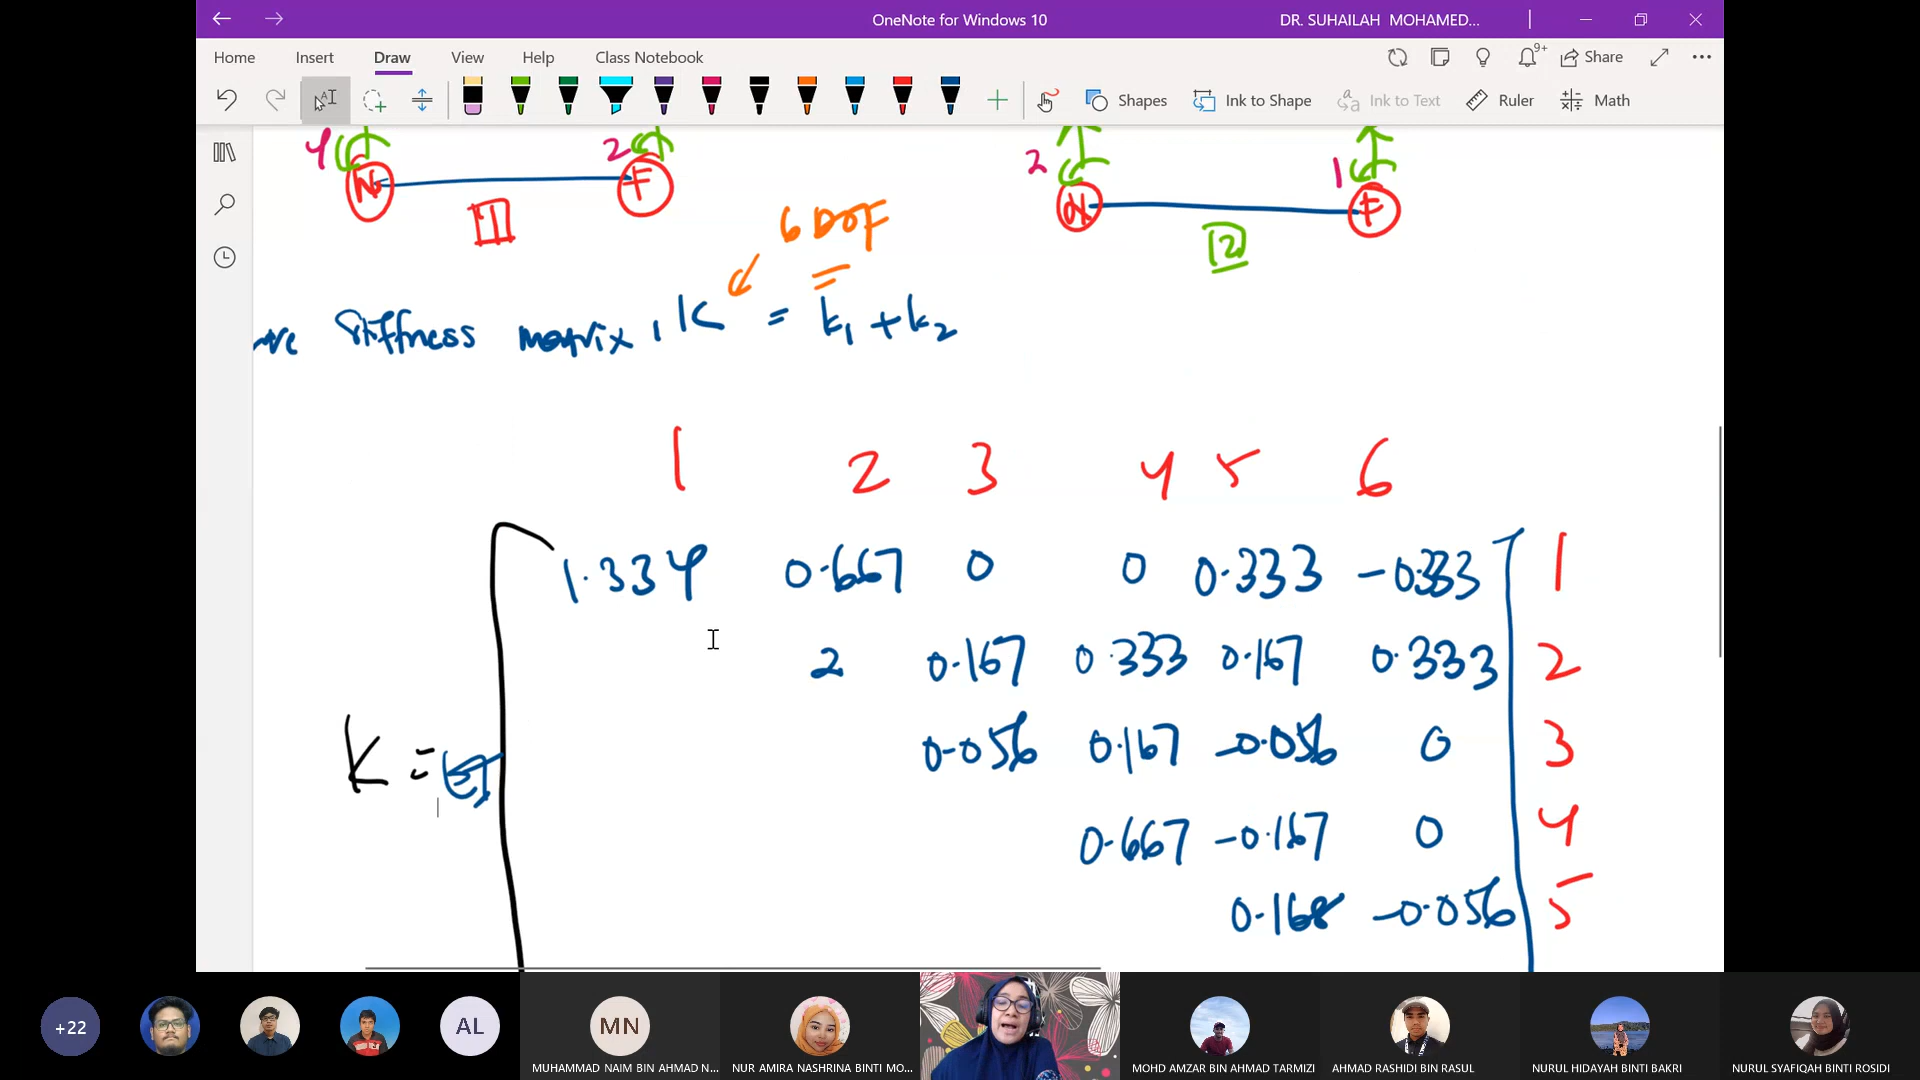 OneNote for Windows 10
DR. SUHAILAH MOHAMED...
Home Insert Draw View Help Class Notebook
9+ Share
Shapes Ink to Shape Ink to Text Ruler Math
4 2 2 1
N F N F
1 2
6 DOF
Stiffness matrix, K = k1 + k2
1 2 3 4 5 6
1.334 0.667 0 0 0.333 -0.333 1
2 0.167 0.333 0.167 0.333 2
0.056 0.167 -0.056 0 3
K = EI
0.667 -0.167 0 4
0.168 -0.056 5
+22 AL MN
MUHAMMAD NAIM BIN AHMAD N...
NUR AMIRA NASHRINA BINTI MO...
MOHD AMZAR BIN AHMAD TARMIZI
AHMAD RASHIDI BIN RASUL
NURUL HIDAYAH BINTI BAKRI
NURUL SYAFIQAH BINTI ROSIDI